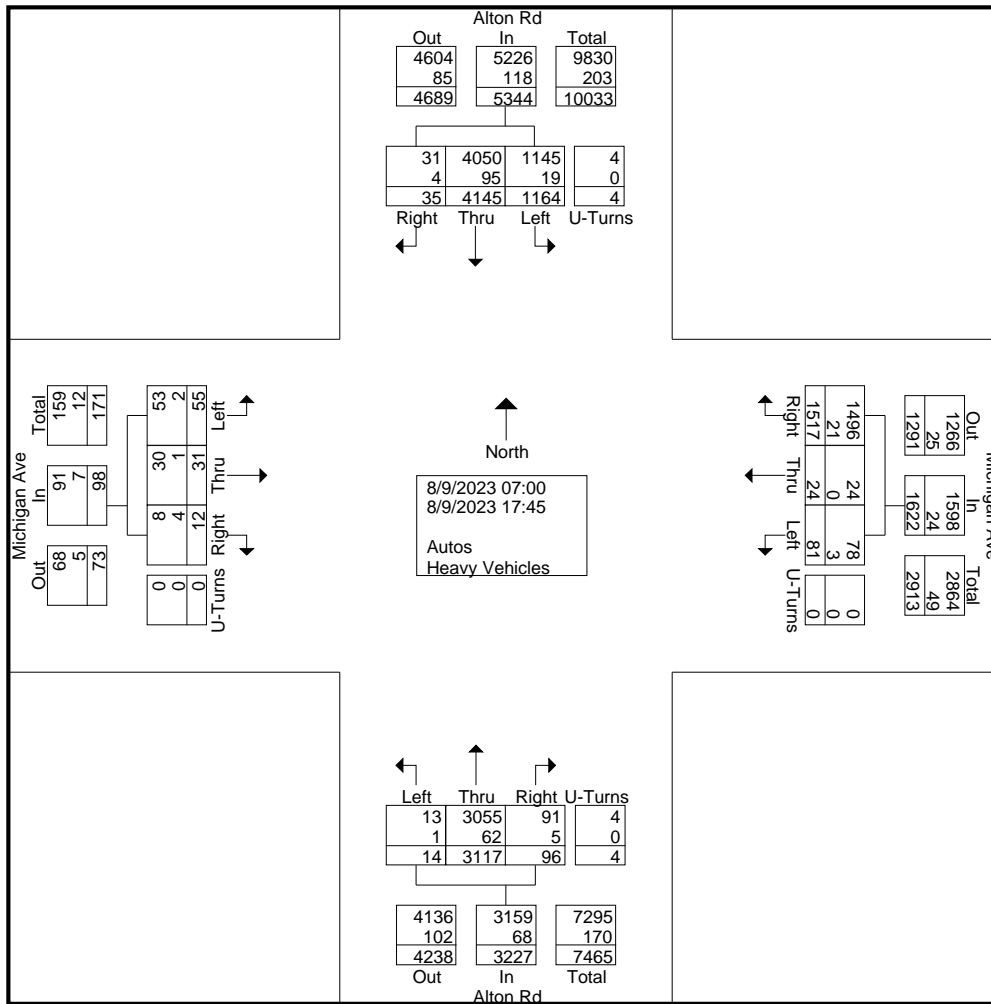 Alton Rd
Out In Total
4604 5226 9830
85 118 203
4689 5344 10033
31 4050 1145 4
4 95 19 0
35 4145 1164 4
Right Thru Left U-Turns
Michigan Ave
Total In Out
159 91 68
12 7 5
171 98 73
53 30 8 0
2 1 4 0
55 31 12 0
Left Thru Right U-Turns
North
8/9/2023 07:00
8/9/2023 17:45
Autos
Heavy Vehicles
Right Thru Left U-Turns
1496 24 78 0
21 0 3 0
1517 24 81 0
Out In Total
1266 1598 2864
25 24 49
1291 1622 2913
Michigan Ave
Left Thru Right U-Turns
13 3055 91 4
1 62 5 0
14 3117 96 4
4136 3159 7295
102 68 170
4238 3227 7465
Out In Total
Alton Rd